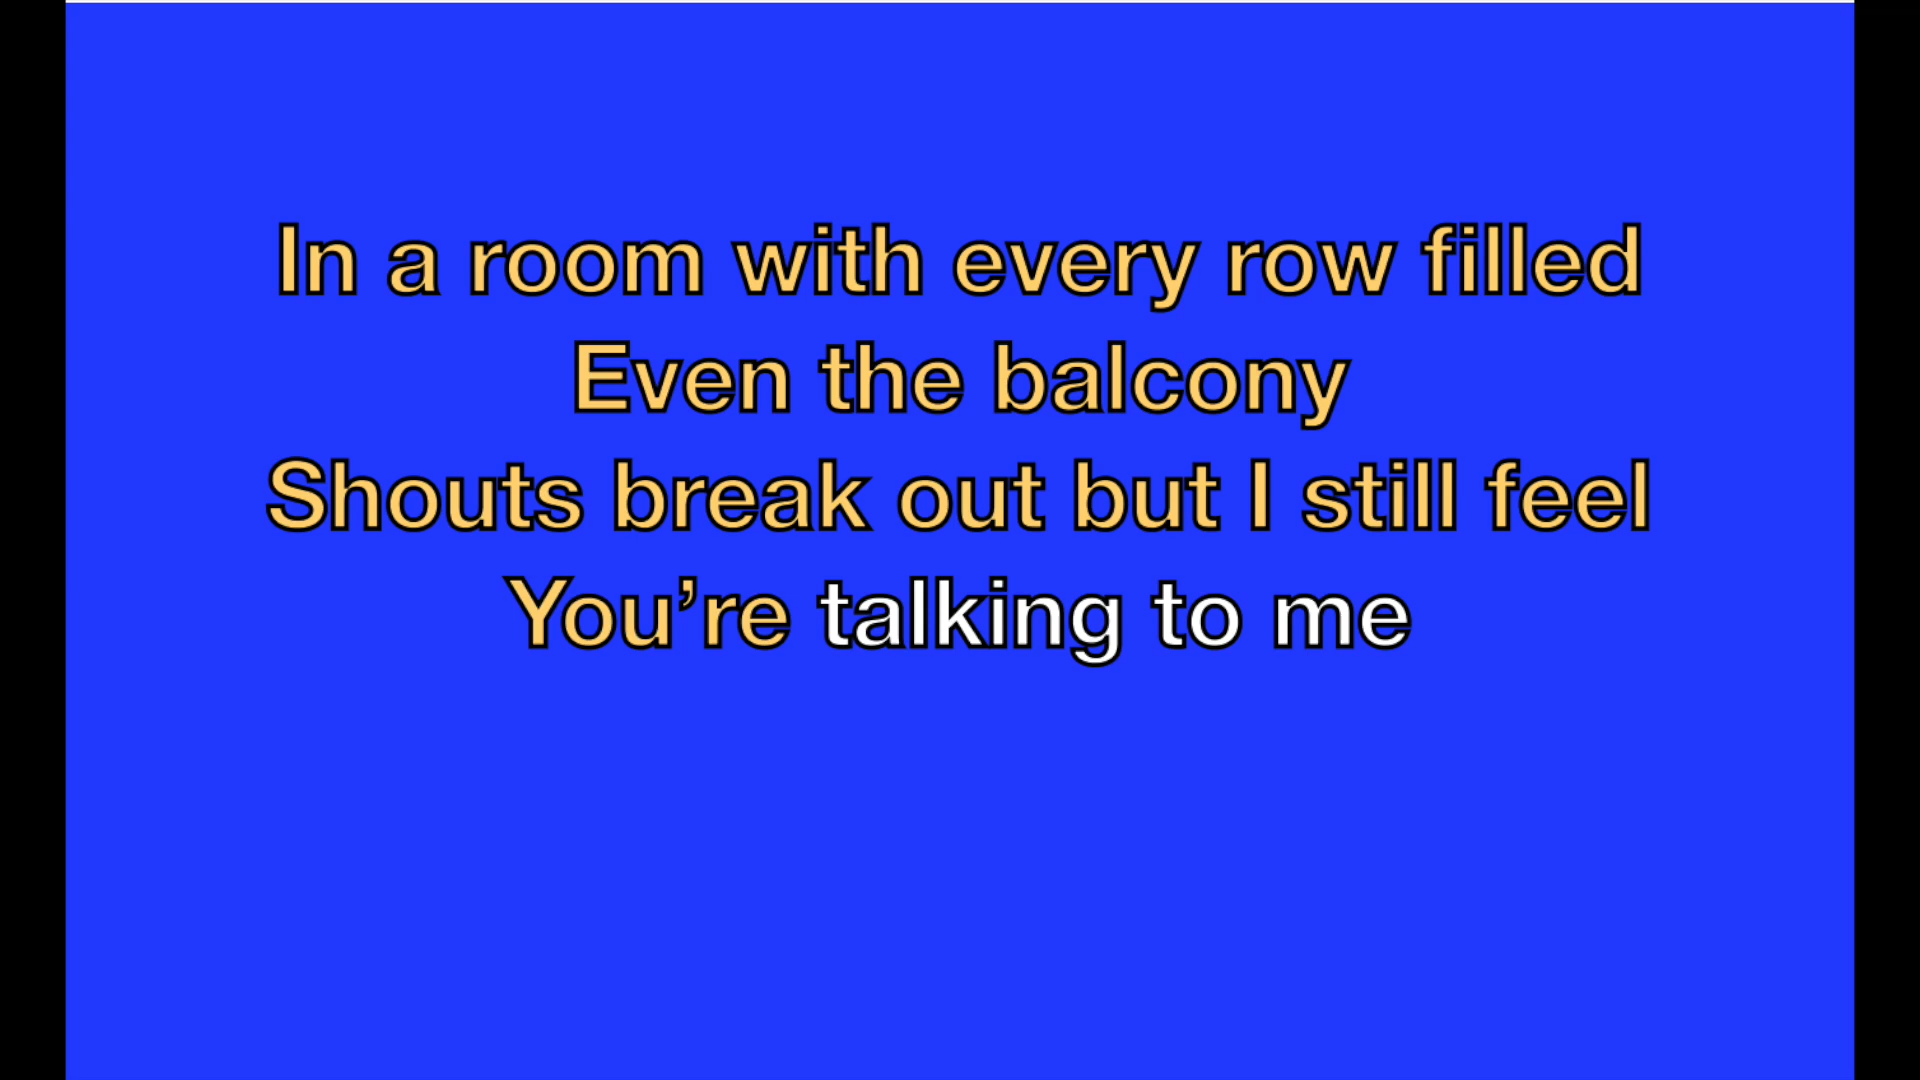 In a room with every row filled
Even the balcony
Shouts break out but I still feel
You’re talking to me